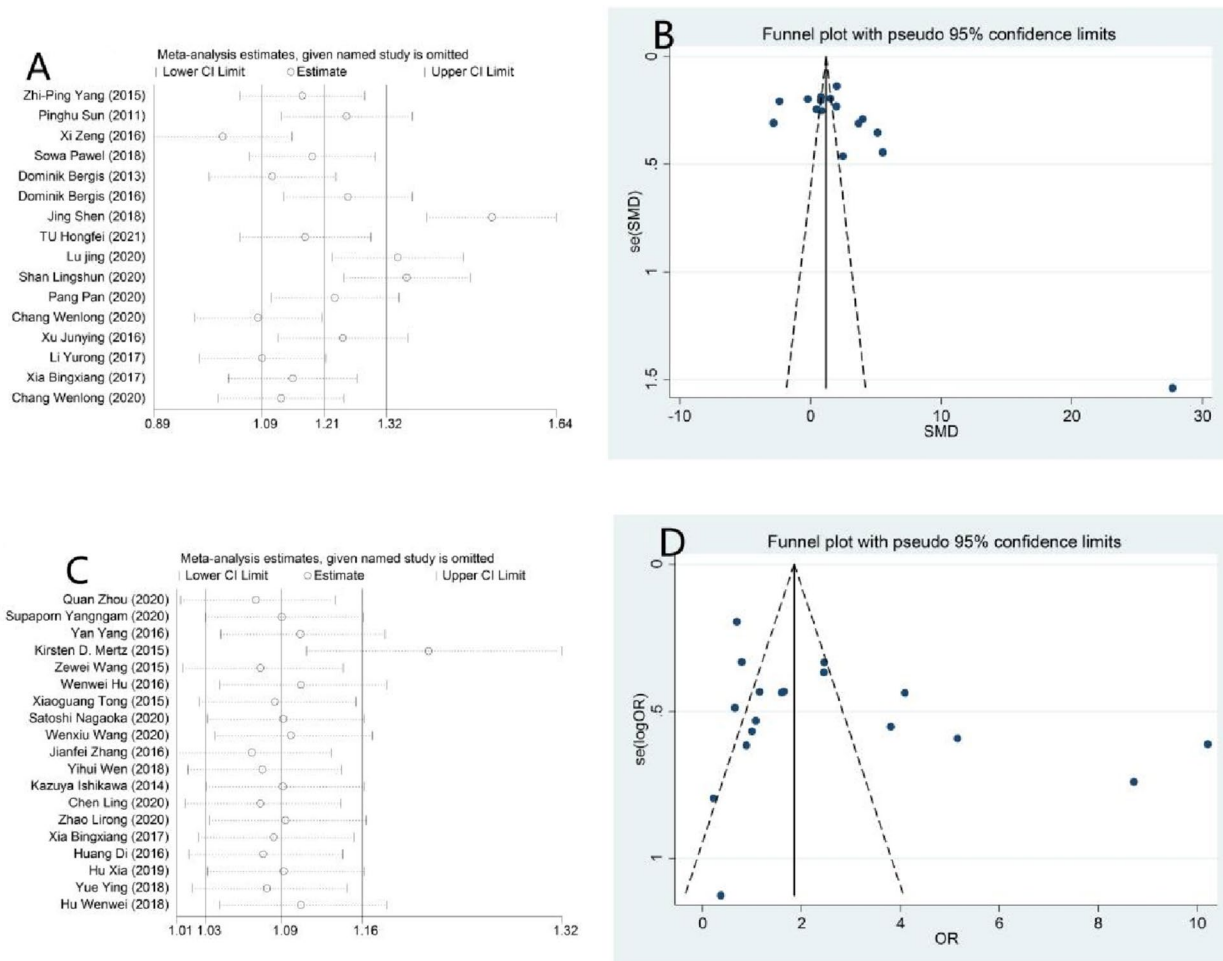 A
Meta-analysis estimates, given named study is omitted
Lower CI Limit Estimate Upper CI Limit
Zhi-Ping Yang (2015)
Pinghu Sun (2011)
Xi Zeng (2016)
Sowa Pawel (2018)
Dominik Bergis (2013)
Dominik Bergis (2016)
Jing Shen (2018)
TU Hongfei (2021)
Lu jing (2020)
Shan Lingshun (2020)
Pang Pan (2020)
Chang Wenlong (2020)
Xu Junying (2016)
Li Yurong (2017)
Xia Bingxiang (2017)
Chang Wenlong (2020)
0.89 1.09 1.21 1.32 1.64
B
Funnel plot with pseudo 95% confidence limits
0
.5
1
1.5
se(SMD)
-10 0 10 20 30
SMD
C
Meta-analysis estimates, given named study is omitted
Lower CI Limit Estimate Upper CI Limit
Quan Zhou (2020)
Supaporn Yangngam (2020)
Yan Yang (2016)
Kirsten D. Mertz (2015)
Zewei Wang (2015)
Wenwei Hu (2016)
Xiaoguang Tong (2015)
Satoshi Nagaoka (2020)
Wenxiu Wang (2020)
Jianfei Zhang (2016)
Yihui Wen (2018)
Kazuya Ishikawa (2014)
Chen Ling (2020)
Zhao Lirong (2020)
Xia Bingxiang (2017)
Huang Di (2016)
Hu Xia (2019)
Yue Ying (2018)
Hu Wenwei (2018)
1.01 1.03 1.09 1.16 1.32
D
Funnel plot with pseudo 95% confidence limits
0
.5
1
se(logOR)
0 2 4 6 8 10
OR